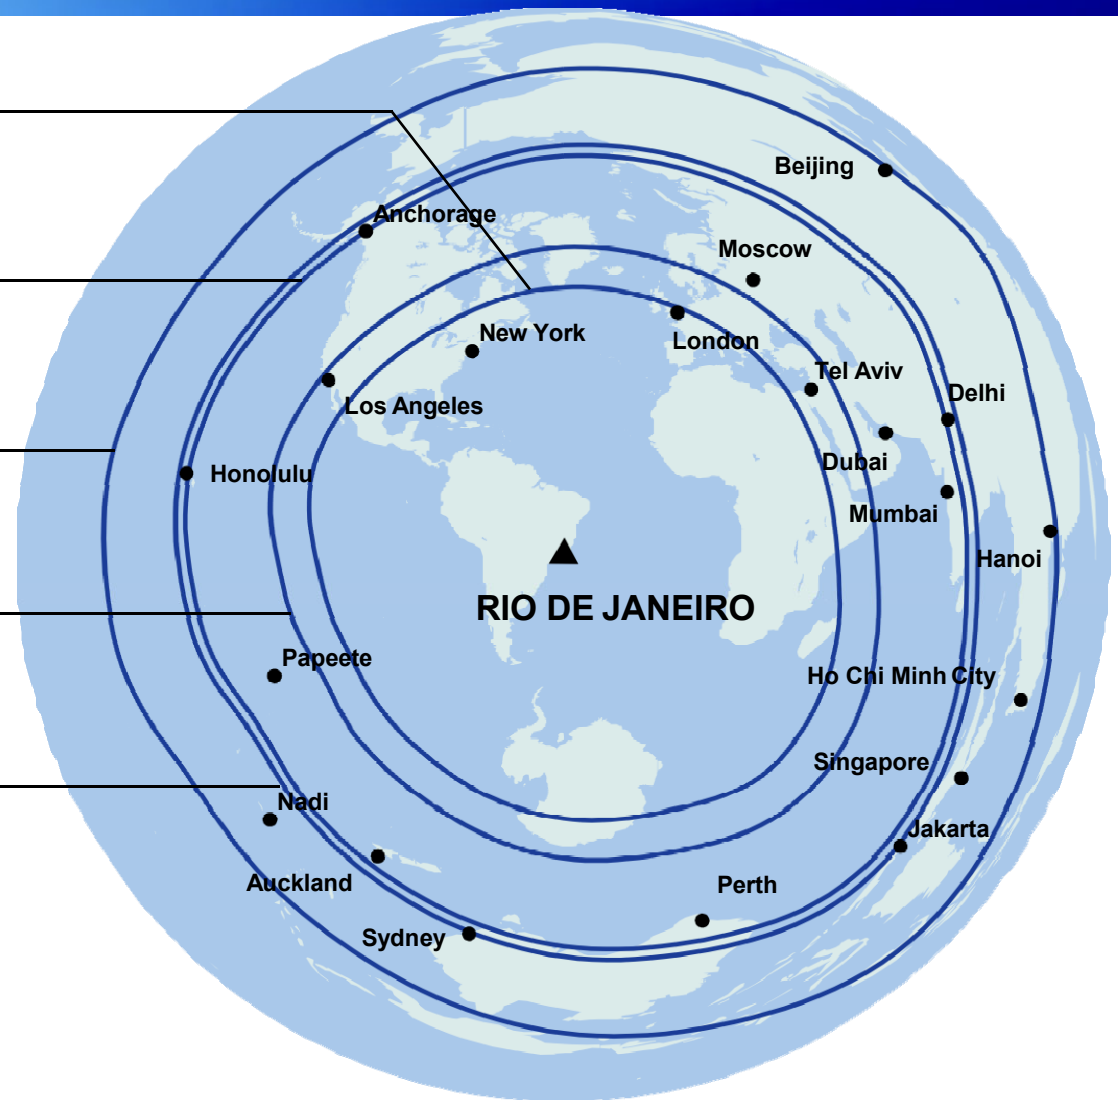 Beijing
Anchorage
Moscow
New York
London
Tel Aviv
Los Angeles
Delhi
Dubai
Honolulu
Mumbai
Hanoi
RIO DE JANEIRO
Papeete
Ho Chi Minh City
Singapore
Nadi
Jakarta
Auckland
Perth
Sydney